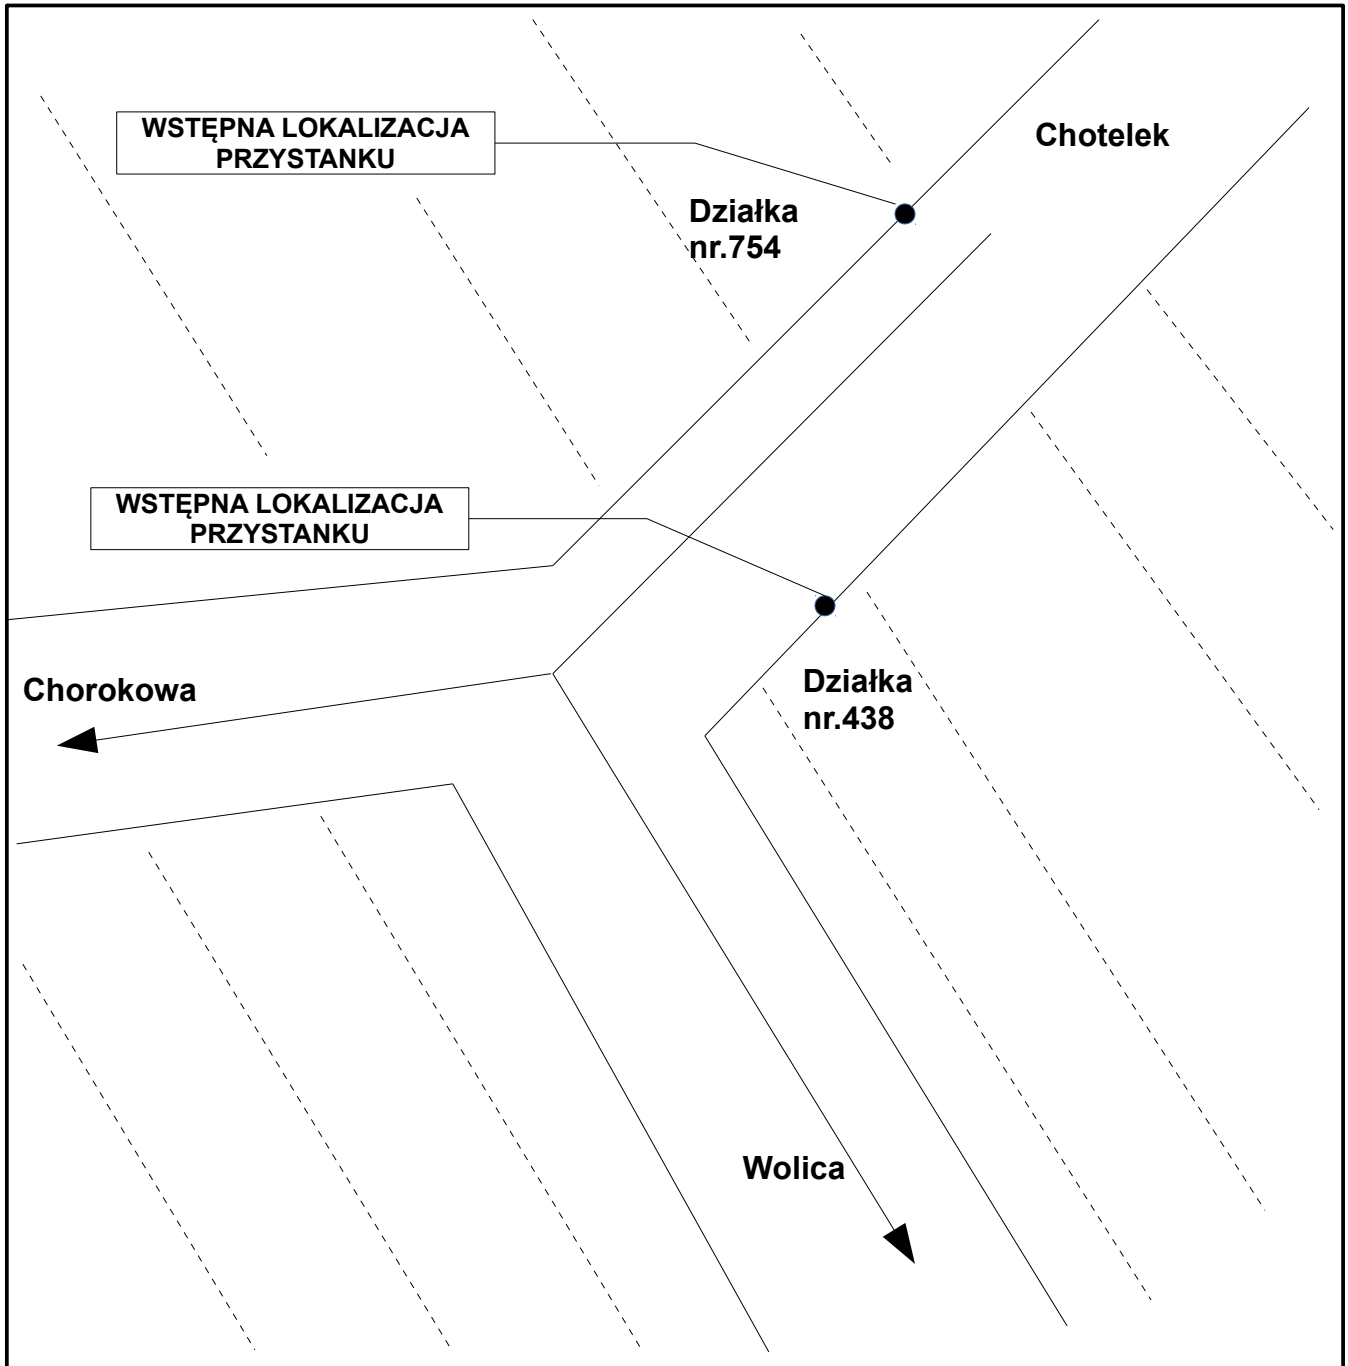 WSTĘPNA LOKALIZACJA
PRZYSTANKU
Chotelek
Działka
nr.754
WSTĘPNA LOKALIZACJA
PRZYSTANKU
Chorokowa
Działka
nr.438
Wolica